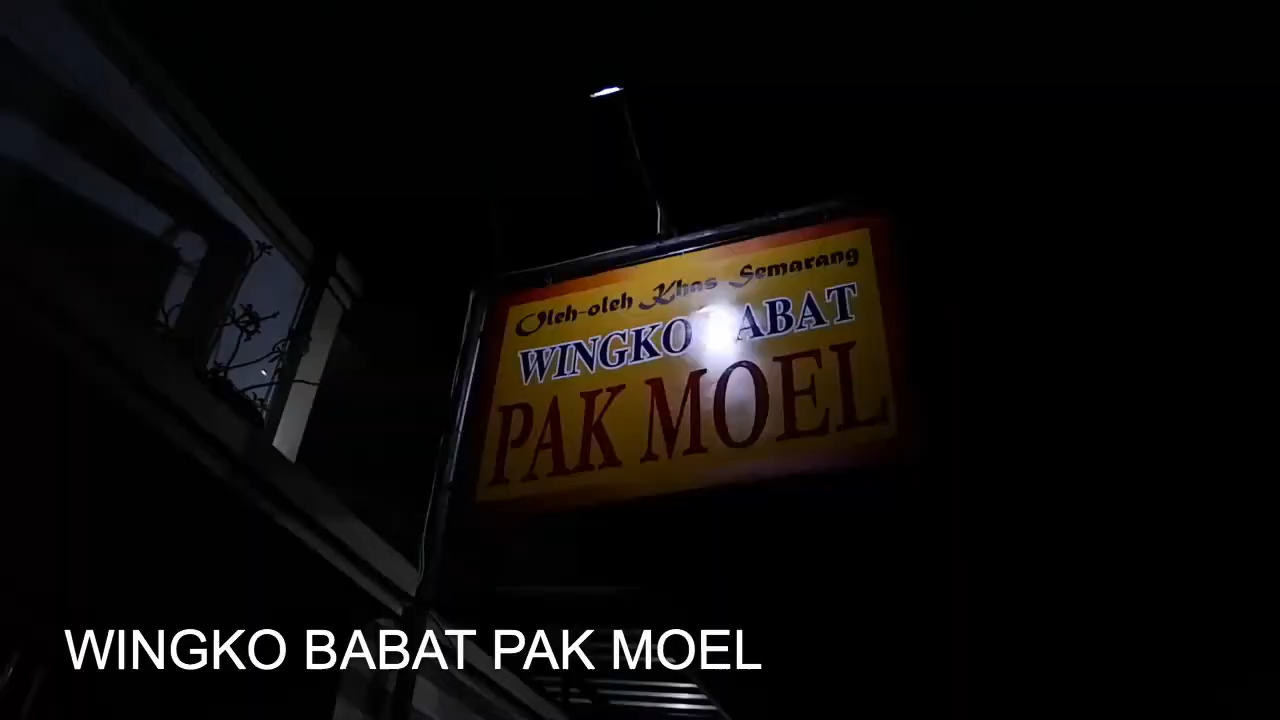 Oleh-oleh Khas Semarang
WINGKO BABAT
PAK MOEL
WINGKO BABAT PAK MOEL